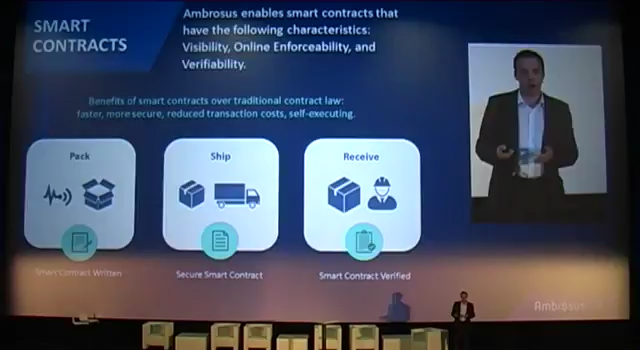 SMART
CONTRACTS
Ambrosus enables smart contracts that
have the following characteristics:
Visibility, Online Enforceability, and
Verifiability.
Benefits of smart contracts over traditional contract law:
faster, more secure, reduced transaction costs, self-executing.
Pack
Ship
Receive
Smart Contract Written
Secure Smart Contract
Smart Contract Verified
Ambrosus